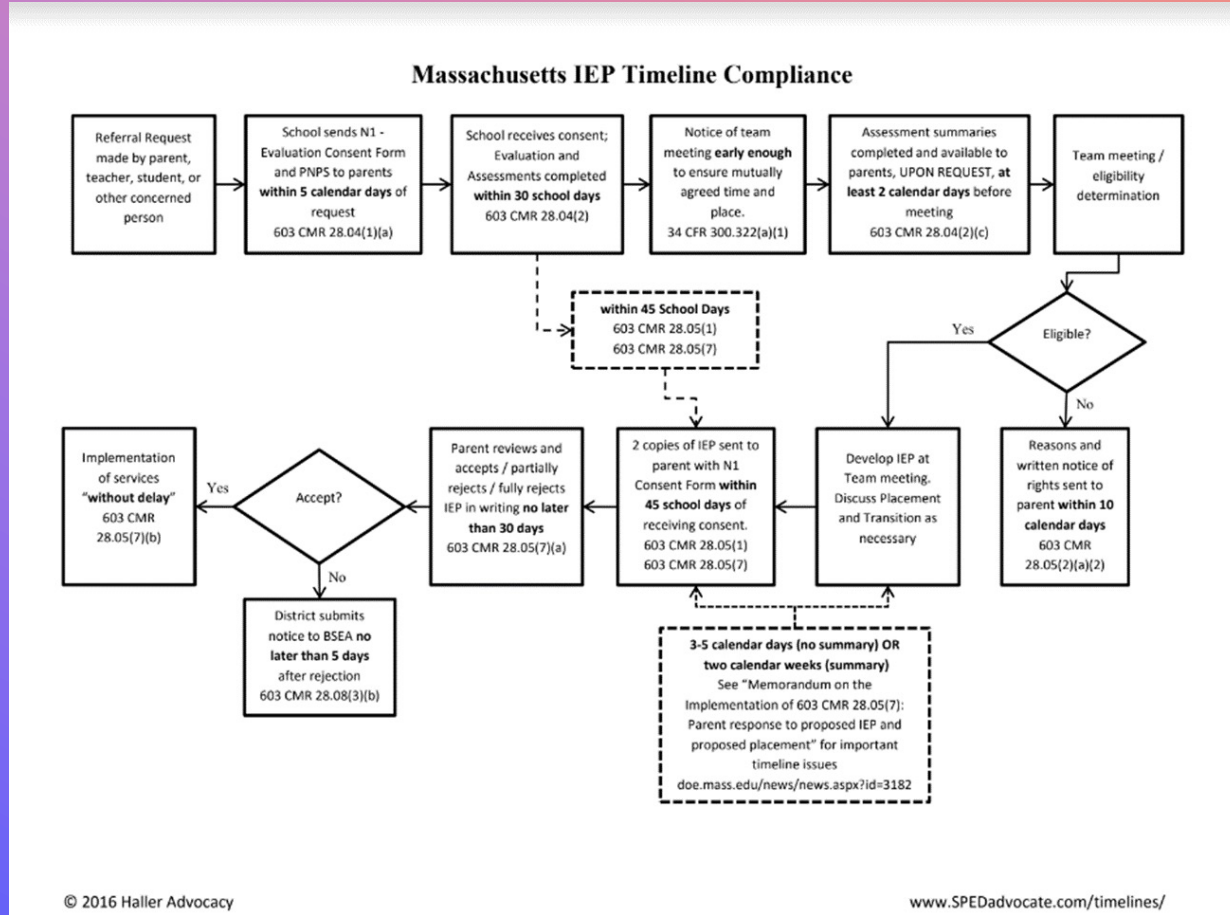 Massachusetts IEP Timeline Compliance
Referral Request
made by parent,
teacher, student, or
other concerned
person
School sends N1 -
Evaluation Consent Form
and PNPS to parents
within 5 calendar days of
request
603 CMR 28.04(1)(a)
School receives consent;
Evaluation and
Assessments completed
within 30 school days
603 CMR 28.04(2)
Notice of team
meeting early enough
to ensure mutually
agreed time and
place.
34 CFR 300.322(a)(1)
Assessment summaries
completed and available to
parents, UPON REQUEST, at
least 2 calendar days before
meeting
603 CMR 28.04(2)(c)
Team meeting /
eligibility
determination
within 45 School Days
603 CMR 28.05(1)
603 CMR 28.05(7)
Yes
Eligible?
No
Implementation
of services
"without delay"
603 CMR
28.05(7)(b)
Yes
Accept?
No
Parent reviews and
accepts / partially
rejects / fully rejects
IEP in writing no later
than 30 days
603 CMR 28.05(7)(a)
2 copies of IEP sent to
parent with N1
Consent Form within
45 school days of
receiving consent.
603 CMR 28.05(1)
603 CMR 28.05(7)
Develop IEP at
Team meeting.
Discuss Placement
and Transition as
necessary
Reasons and
written notice of
rights sent to
parent within 10
calendar days
603 CMR
28.05(2)(a)(2)
District submits
notice to BSEA no
later than 5 days
after rejection
603 CMR 28.08(3)(b)
3-5 calendar days (no summary) OR
two calendar weeks (summary)
See "Memorandum on the
Implementation of 603 CMR 28.05(7):
Parent response to proposed IEP and
proposed placement" for important
timeline issues
doe.mass.edu/news/news.aspx?id=3182
© 2016 Haller Advocacy
www.SPEDadvocate.com/timelines/